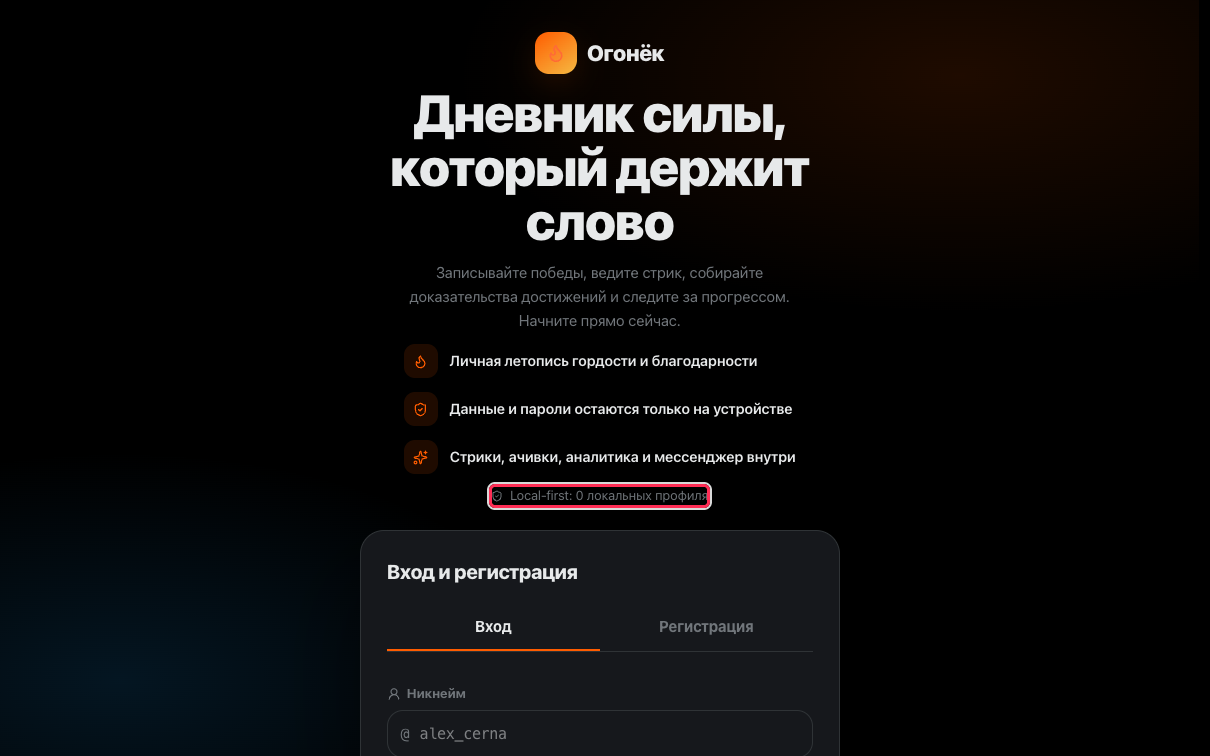 Огонёк
Дневник силы,
который держит
слово
Записывайте победы, ведите стрик, собирайте
доказательства достижений и следите за прогрессом.
Начните прямо сейчас.
Личная летопись гордости и благодарности
Данные и пароли остаются только на устройстве
Стрики, ачивки, аналитика и мессенджер внутри
Local-first: 0 локальных профиля
Вход и регистрация
Вход
Регистрация
Никнейм
@ alex_cerna